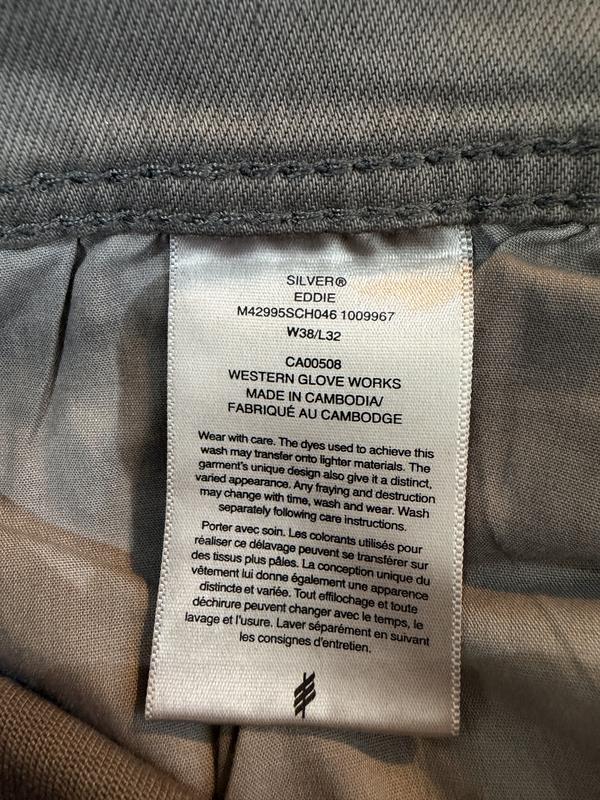 SILVER®
EDDIE
M42995SCH046 1009967
W38/L32
CA00508
WESTERN GLOVE WORKS
MADE IN CAMBODIA/
FABRIQUÉ AU CAMBODGE
Wear with care. The dyes used to achieve this
wash may transfer onto lighter materials. The
garment's unique design also give it a distinct,
varied appearance. Any fraying and destruction
may change with time, wash and wear. Wash
separately following care instructions.
Porter avec soin. Les colorants utilisés pour
réaliser ce délavage peuvent se transférer sur
des tissus plus pâles. La conception unique du
vêtement lui donne également une apparence
distincte et variée. Tout effilochage et toute
déchirure peuvent changer avec le temps, le
lavage et l'usure. Laver séparément en suivant
les consignes d'entretien.